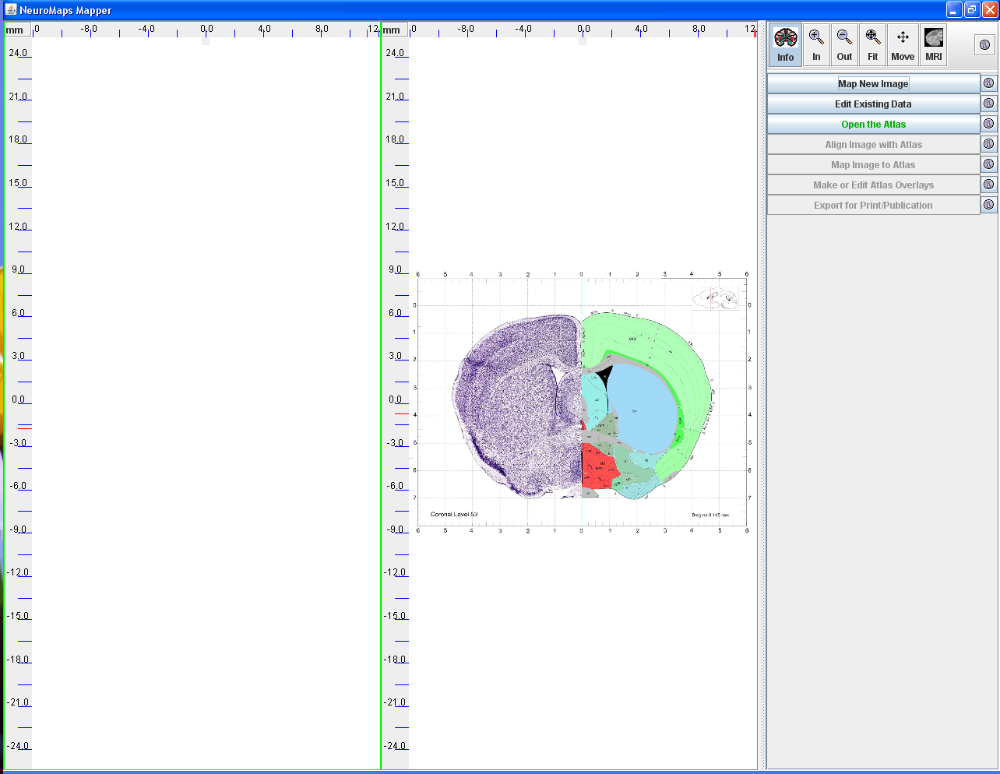 NeuroMaps Mapper
mm
.0 -8.0 -4.0 0.0 4.0 8.0 12.
mm
.0 -8.0 -4.0 0.0 4.0 8.0 12.
24.0 24.0
21.0 21.0
18.0 18.0
15.0 15.0
12.0 12.0
9.0 9.0
6.0 6.0
3.0 3.0
0.0 0.0
-3.0 -3.0
-6.0 -6.0
-9.0 -9.0
-12.0 -12.0
-15.0 -15.0
-18.0 -18.0
-21.0 -21.0
-24.0 -24.0
6 5 4 3 2 1 0 1 2 3 4 5 6
0 0
1 1
2 2
3 3
4 4
5 5
6 6
7 7
CTX
CP
HY
Coronal Level 53
Bregma 0.145 mm
6 5 4 3 2 1 0 1 2 3 4 5 6
Info
In
Out
Fit
Move
MRI
Map New Image
Edit Existing Data
Open the Atlas
Align Image with Atlas
Map Image to Atlas
Make or Edit Atlas Overlays
Export for Print/Publication